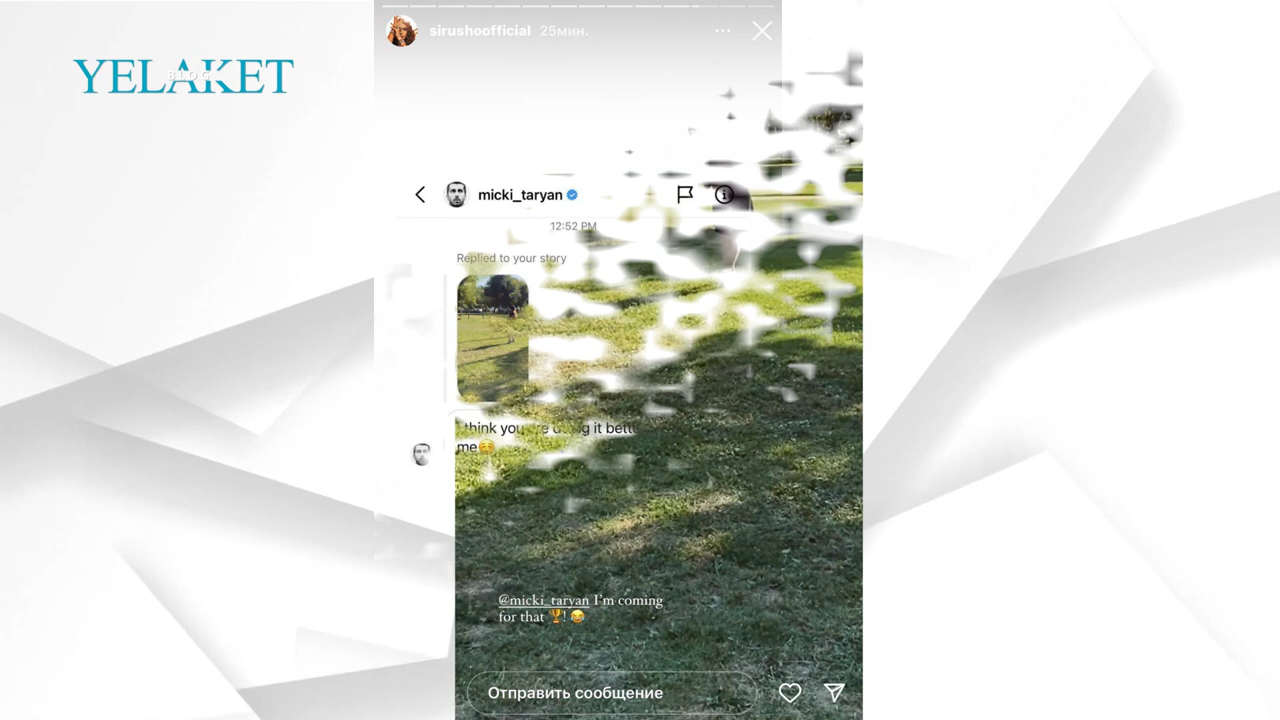 YELAKET
BLOG
sirushoofficial 25мин.
micki_taryan
12:52 PM
Replied to your story
think you it
me😊
@micki_taryan I'm coming
for that 🏆! 😂
Отправить сообщение